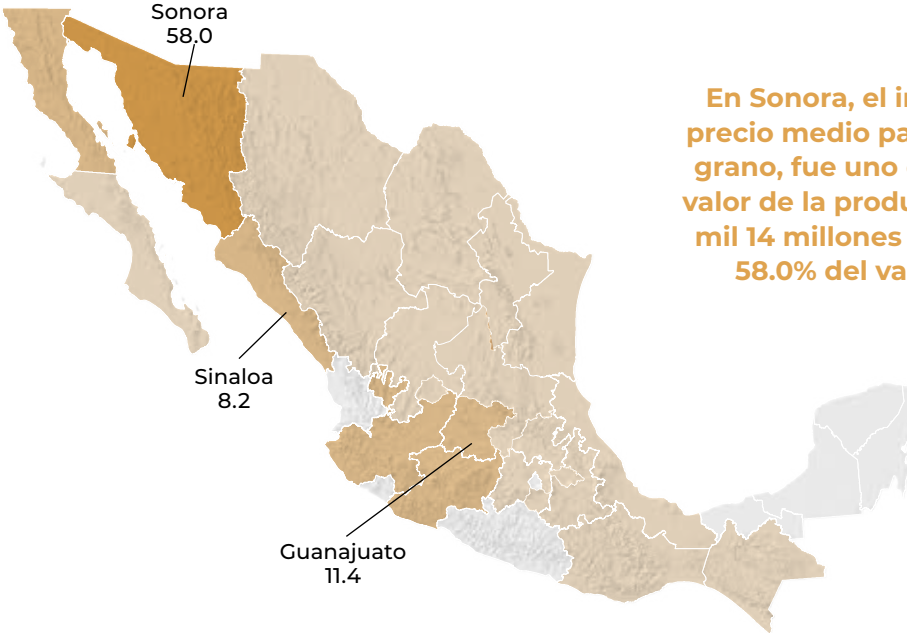 Sonora
58.0
En Sonora, el i
precio medio pa
grano, fue uno
valor de la produ
mil 14 millones
58.0% del va
Sinaloa
8.2
Guanajuato
11.4